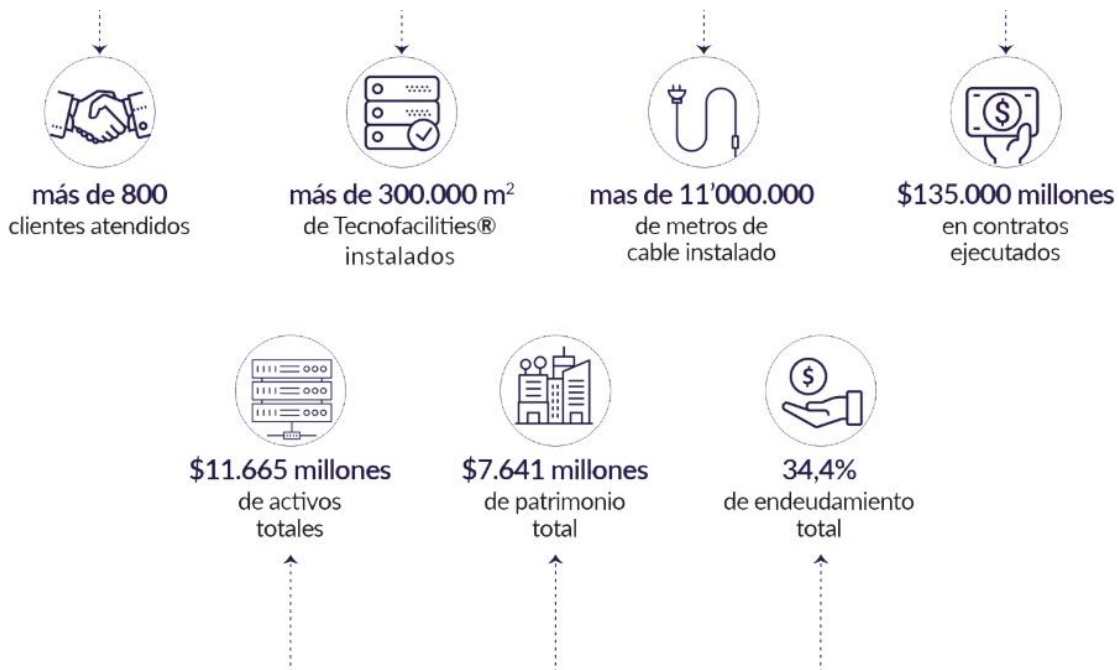 más de 800
clientes atendidos
más de 300.000 m²
de Tecnofacilities®
instalados
mas de 11’000.000
de metros de
cable instalado
$135.000 millones
en contratos
ejecutados
$11.665 millones
de activos
totales
$7.641 millones
de patrimonio
total
34,4%
de endeudamiento
total